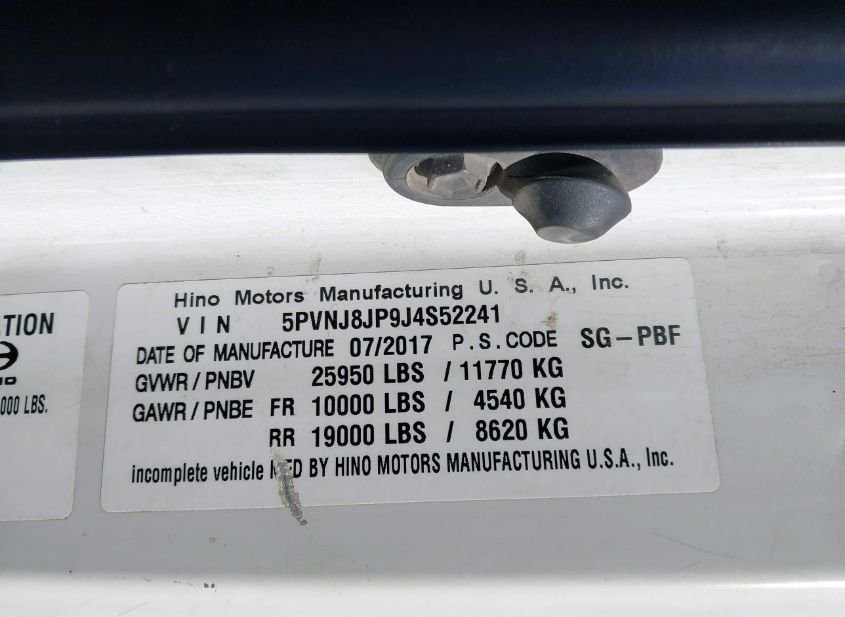 TION
000 LBS.
Hino Motors Manufacturing U. S. A., Inc.
V I N 5PVNJ8JP9J4S52241
DATE OF MANUFACTURE 07/2017 P.S.CODE SG-PBF
GVWR/PNBV 25950 LBS / 11770 KG
GAWR/PNBE FR 10000 LBS / 4540 KG
RR 19000 LBS / 8620 KG
incomplete vehicle MFD BY HINO MOTORS MANUFACTURING U.S.A., Inc.